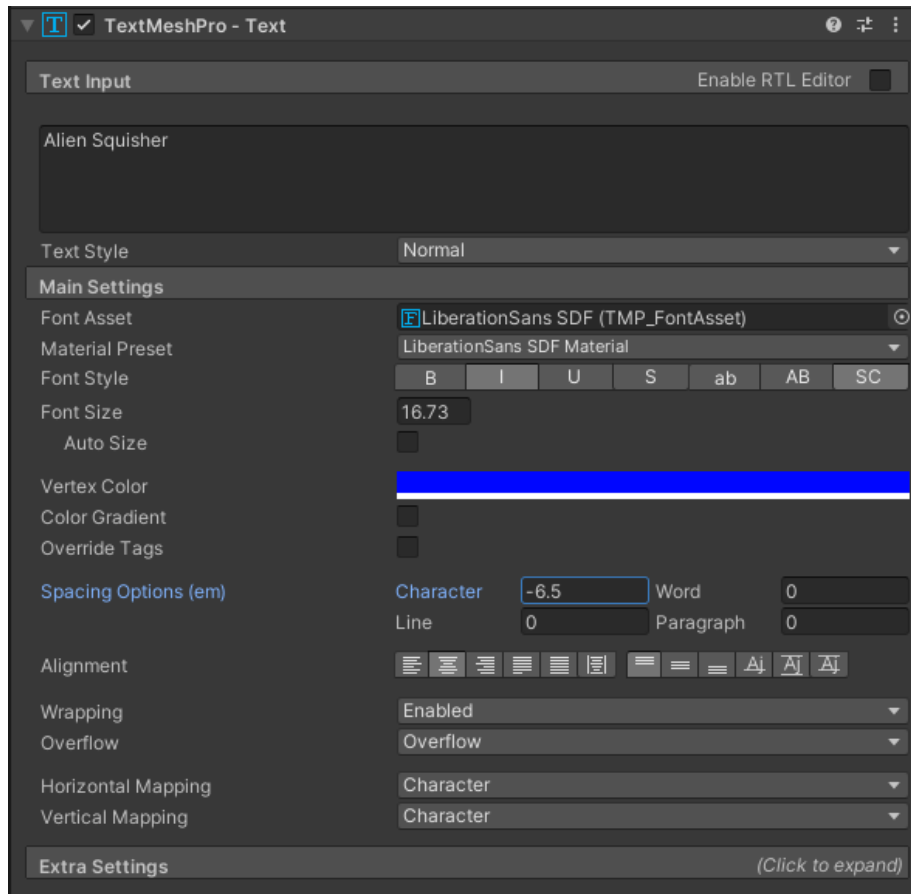 TextMeshPro - Text
Text Input Enable RTL Editor
Alien Squisher
Text Style Normal
Main Settings
Font Asset LiberationSans SDF (TMP_FontAsset)
Material Preset LiberationSans SDF Material
Font Style B I U S ab AB SC
Font Size 16.73
Auto Size
Vertex Color
Color Gradient
Override Tags
Spacing Options (em) Character -6.5 Word 0
Line 0 Paragraph 0
Alignment
Wrapping Enabled
Overflow Overflow
Horizontal Mapping Character
Vertical Mapping Character
Extra Settings (Click to expand)